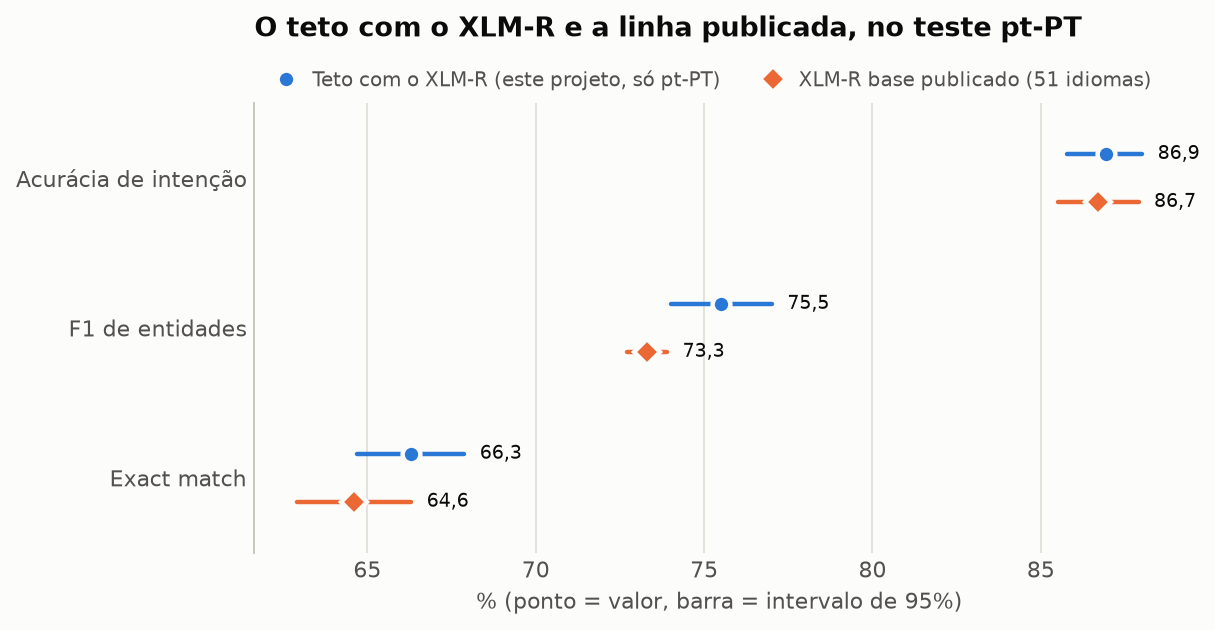 O teto com o XLM-R e a linha publicada, no teste pt-PT
Teto com o XLM-R (este projeto, só pt-PT)
XLM-R base publicado (51 idiomas)
Acurácia de intenção
86,9
86,7
F1 de entidades
75,5
73,3
Exact match
66,3
64,6
65
70
75
80
85
% (ponto = valor, barra = intervalo de 95%)